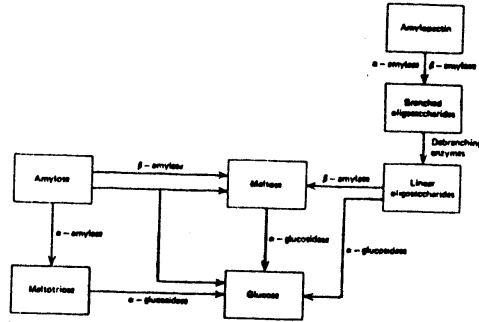 Amylopectin
α-amylase β-amylase
Branched
oligosaccharides
Debranching
enzymes
β-amylase
β-amylase
Amylose
Maltose
Linear
oligosaccharides
α-amylase
α-glucosidase
α-glucosidase
Maltotriose
α-glucosidase
Glucose